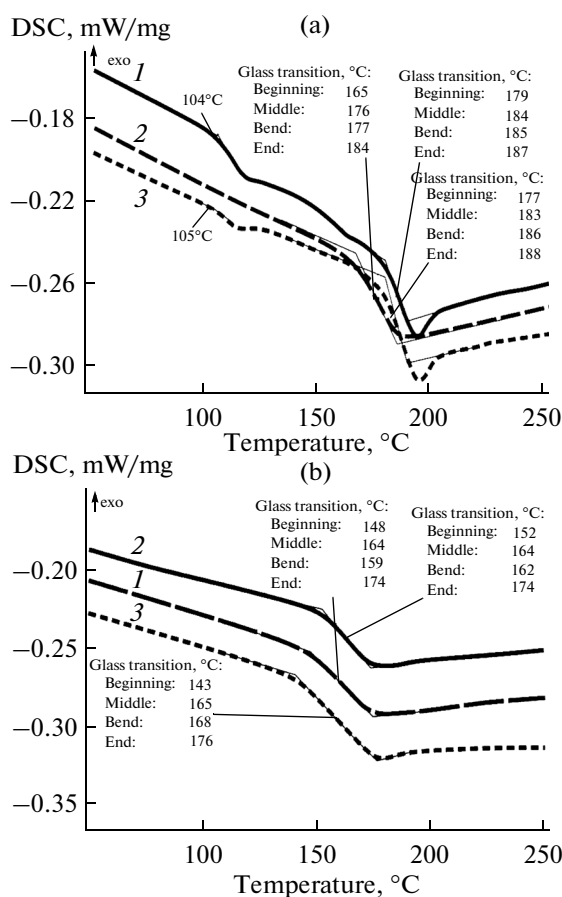 DSC, mW/mg
(a)
exo
1
104°C
Glass transition, °C:
Beginning: 165
Middle: 176
Bend: 177
End: 184
Glass transition, °C:
Beginning: 179
Middle: 184
Bend: 185
End: 187
Glass transition, °C:
Beginning: 177
Middle: 183
Bend: 186
End: 188
2
3
105°C
−0.18
−0.22
−0.26
−0.30
100 150 200 250
Temperature, °C
DSC, mW/mg
(b)
exo
Glass transition, °C:
Beginning: 148
Middle: 164
Bend: 159
End: 174
Glass transition, °C:
Beginning: 152
Middle: 164
Bend: 162
End: 174
2
1
3
Glass transition, °C:
Beginning: 143
Middle: 165
Bend: 168
End: 176
−0.20
−0.25
−0.30
−0.35
100 150 200 250
Temperature, °C